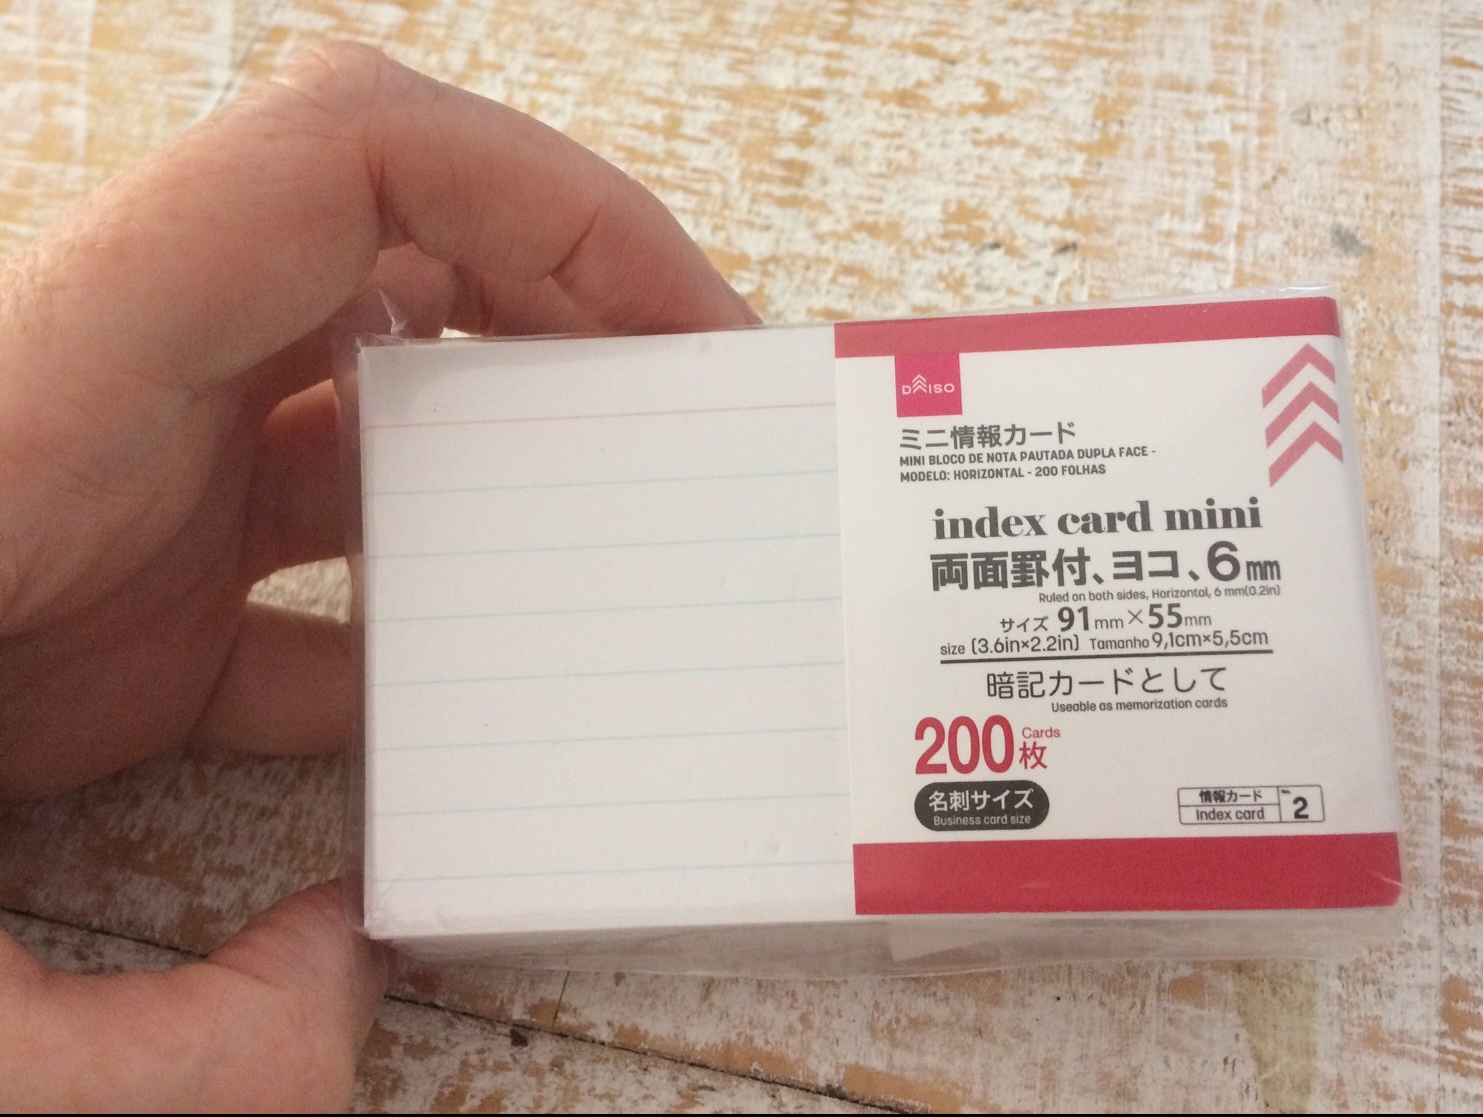 DAISO
ミニ情報カード
MINI BLOCO DE NOTA PAUTADA DUPLA FACE -
MODELO: HORIZONTAL - 200 FOLHAS
index card mini
両面罫付、ヨコ、6mm
Ruled on both sides, Horizontal, 6 mm(0.2in)
サイズ 91mm×55mm
size (3.6in×2.2in) Tamanho 9,1cm×5,5cm
暗記カードとして
Useable as memorization cards
200枚 Cards
名刺サイズ
Business card size
情報カード No. 2
Index card